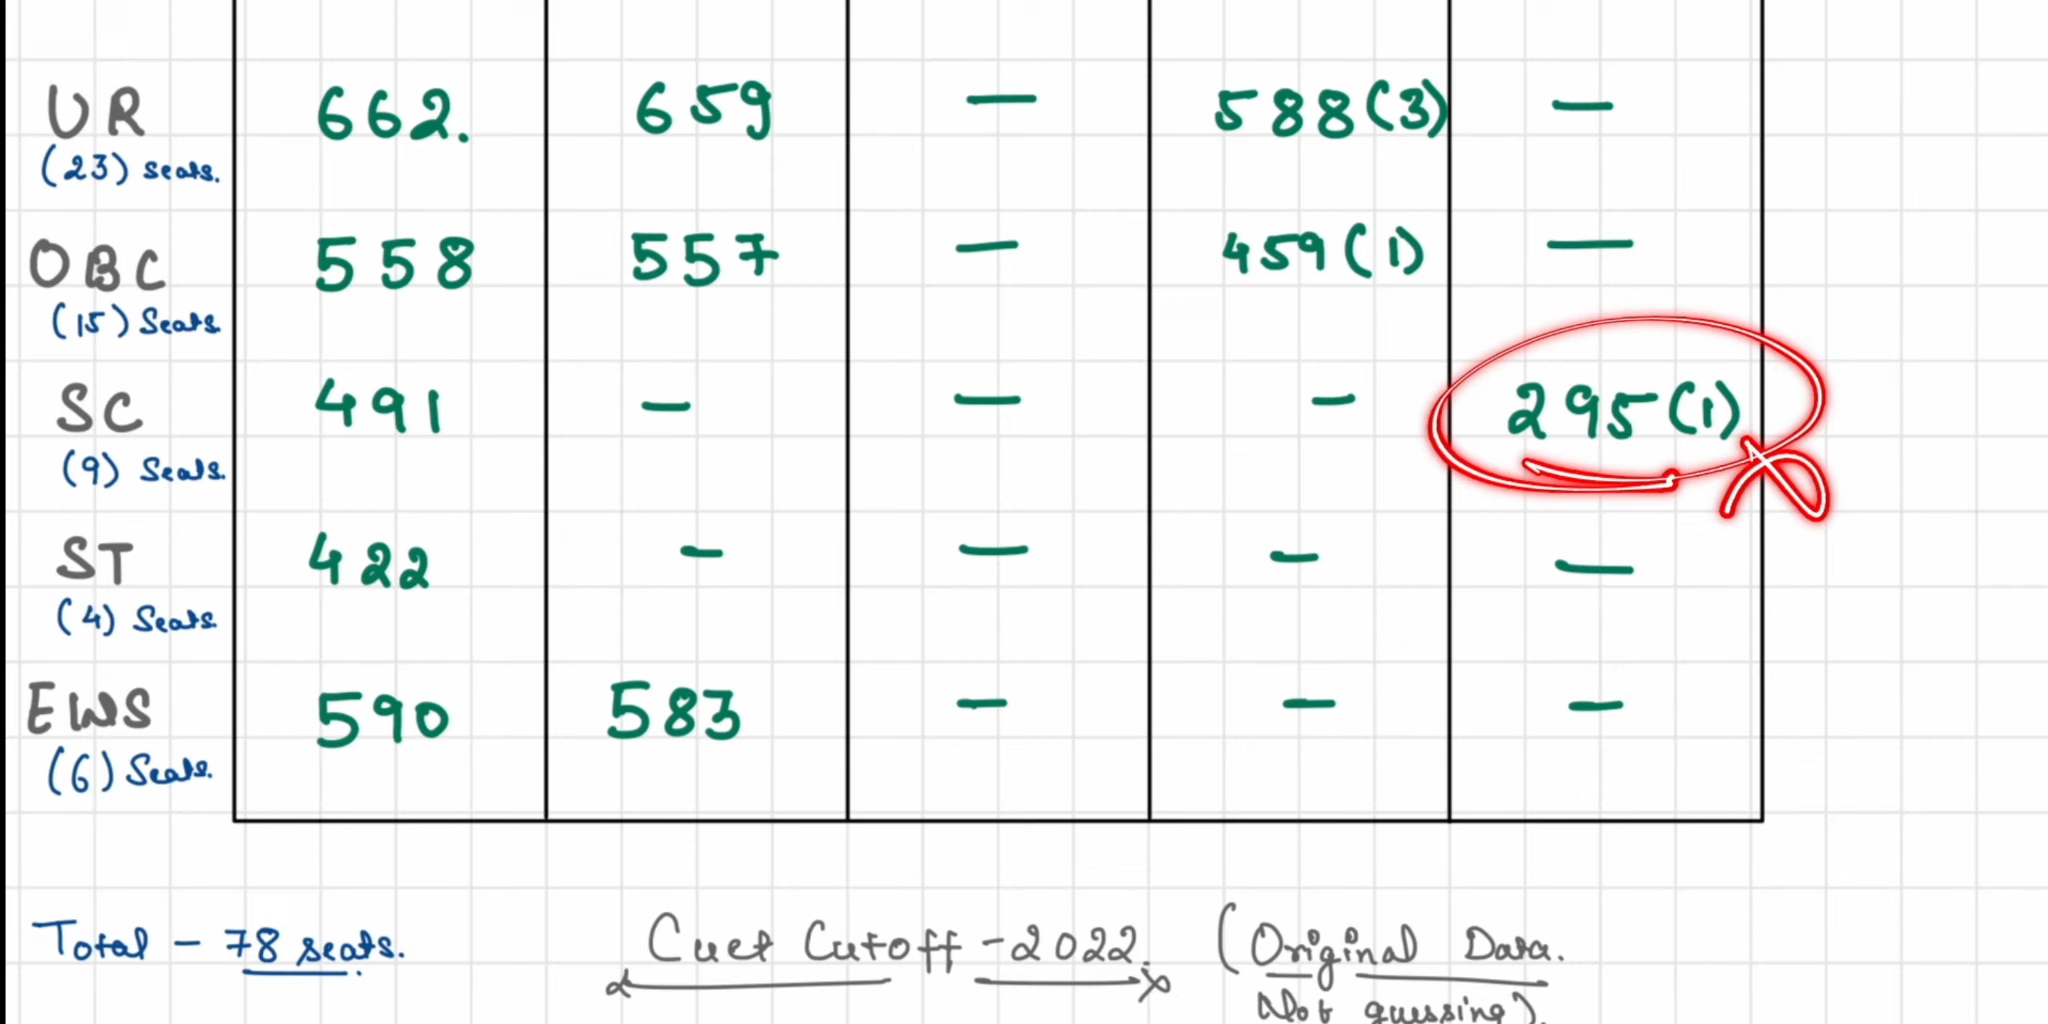 UR 662. 659 — 588(3) —
(23) seats.
OBC 558 557 — 459(1) —
(15) Seats.
SC 491 - — - 295(1)
(9) Seats.
ST 422 - — - —
(4) Seats.
EWS 590 583 - - -
(6) Seats.
Total - 78 seats. Cuet Cutoff -2022. (Original Data.
Not guessing).